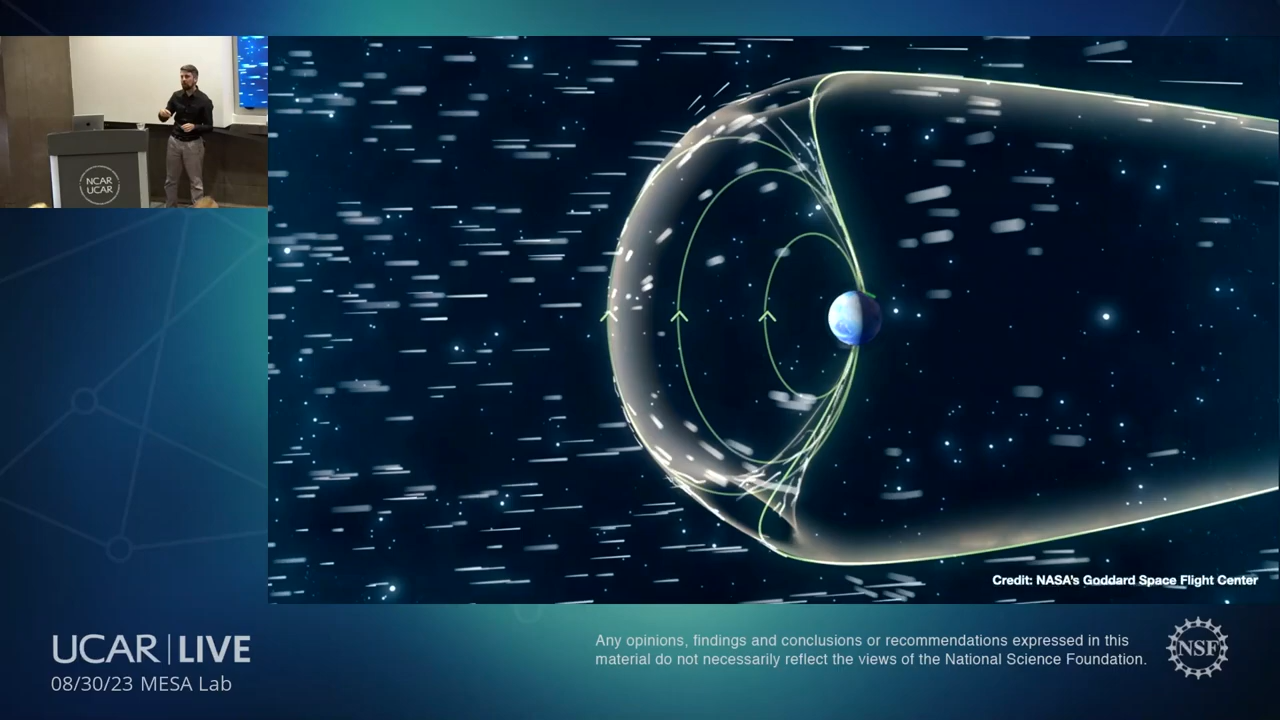 NCAR
UCAR
Credit: NASA's Goddard Space Flight Center
UCAR | LIVE
08/30/23 MESA Lab
Any opinions, findings and conclusions or recommendations expressed in this
material do not necessarily reflect the views of the National Science Foundation.
NSF